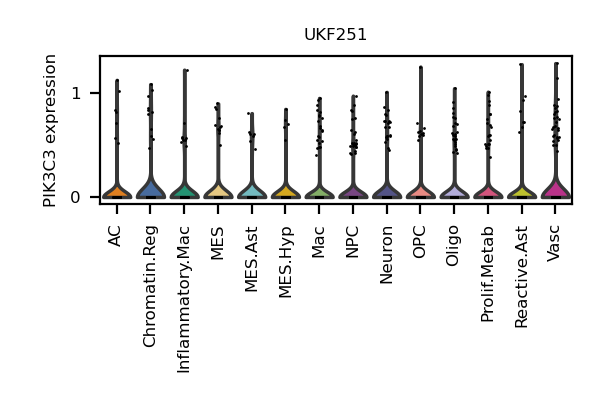 UKF251
PIK3C3 expression
1
0
AC
Chromatin.Reg
Inflammatory.Mac
MES
MES.Ast
MES.Hyp
Mac
NPC
Neuron
OPC
Oligo
Prolif.Metab
Reactive.Ast
Vasc